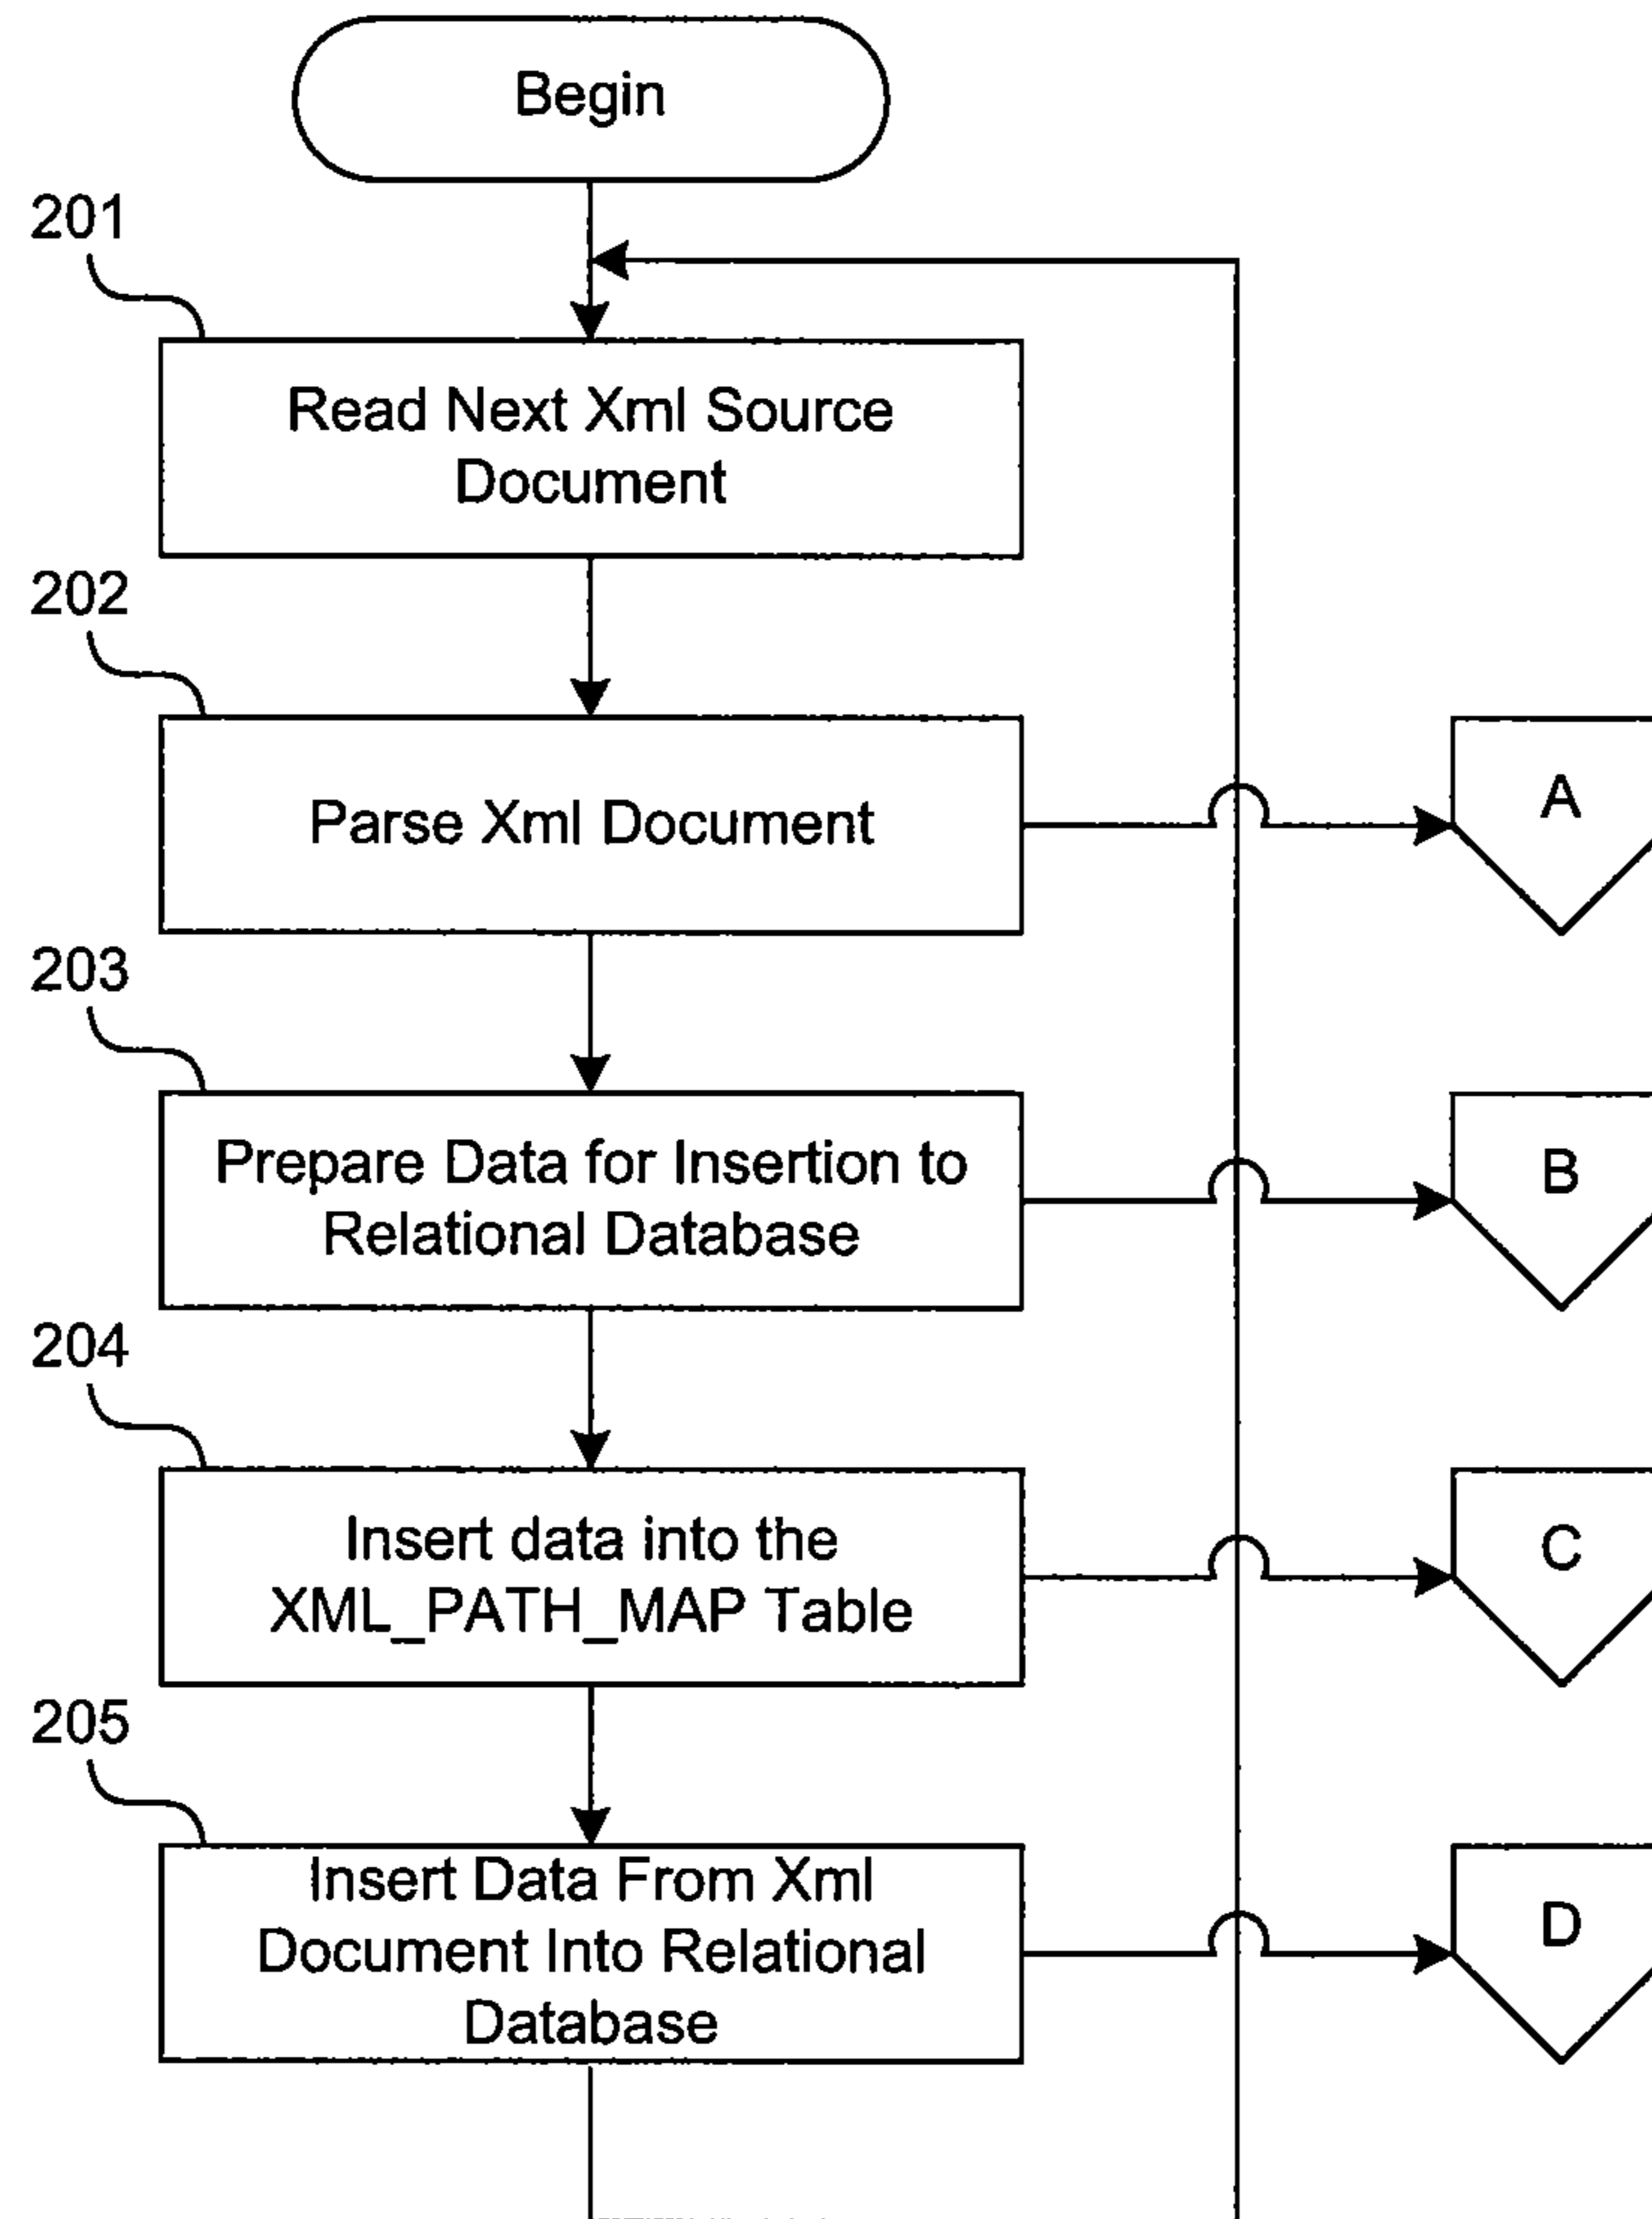 Begin
201
Read Next Xml Source
Document
202
Parse Xml Document
A
203
Prepare Data for Insertion to
Relational Database
B
204
Insert data into the
XML_PATH_MAP Table
C
205
Insert Data From Xml
Document Into Relational
Database
D